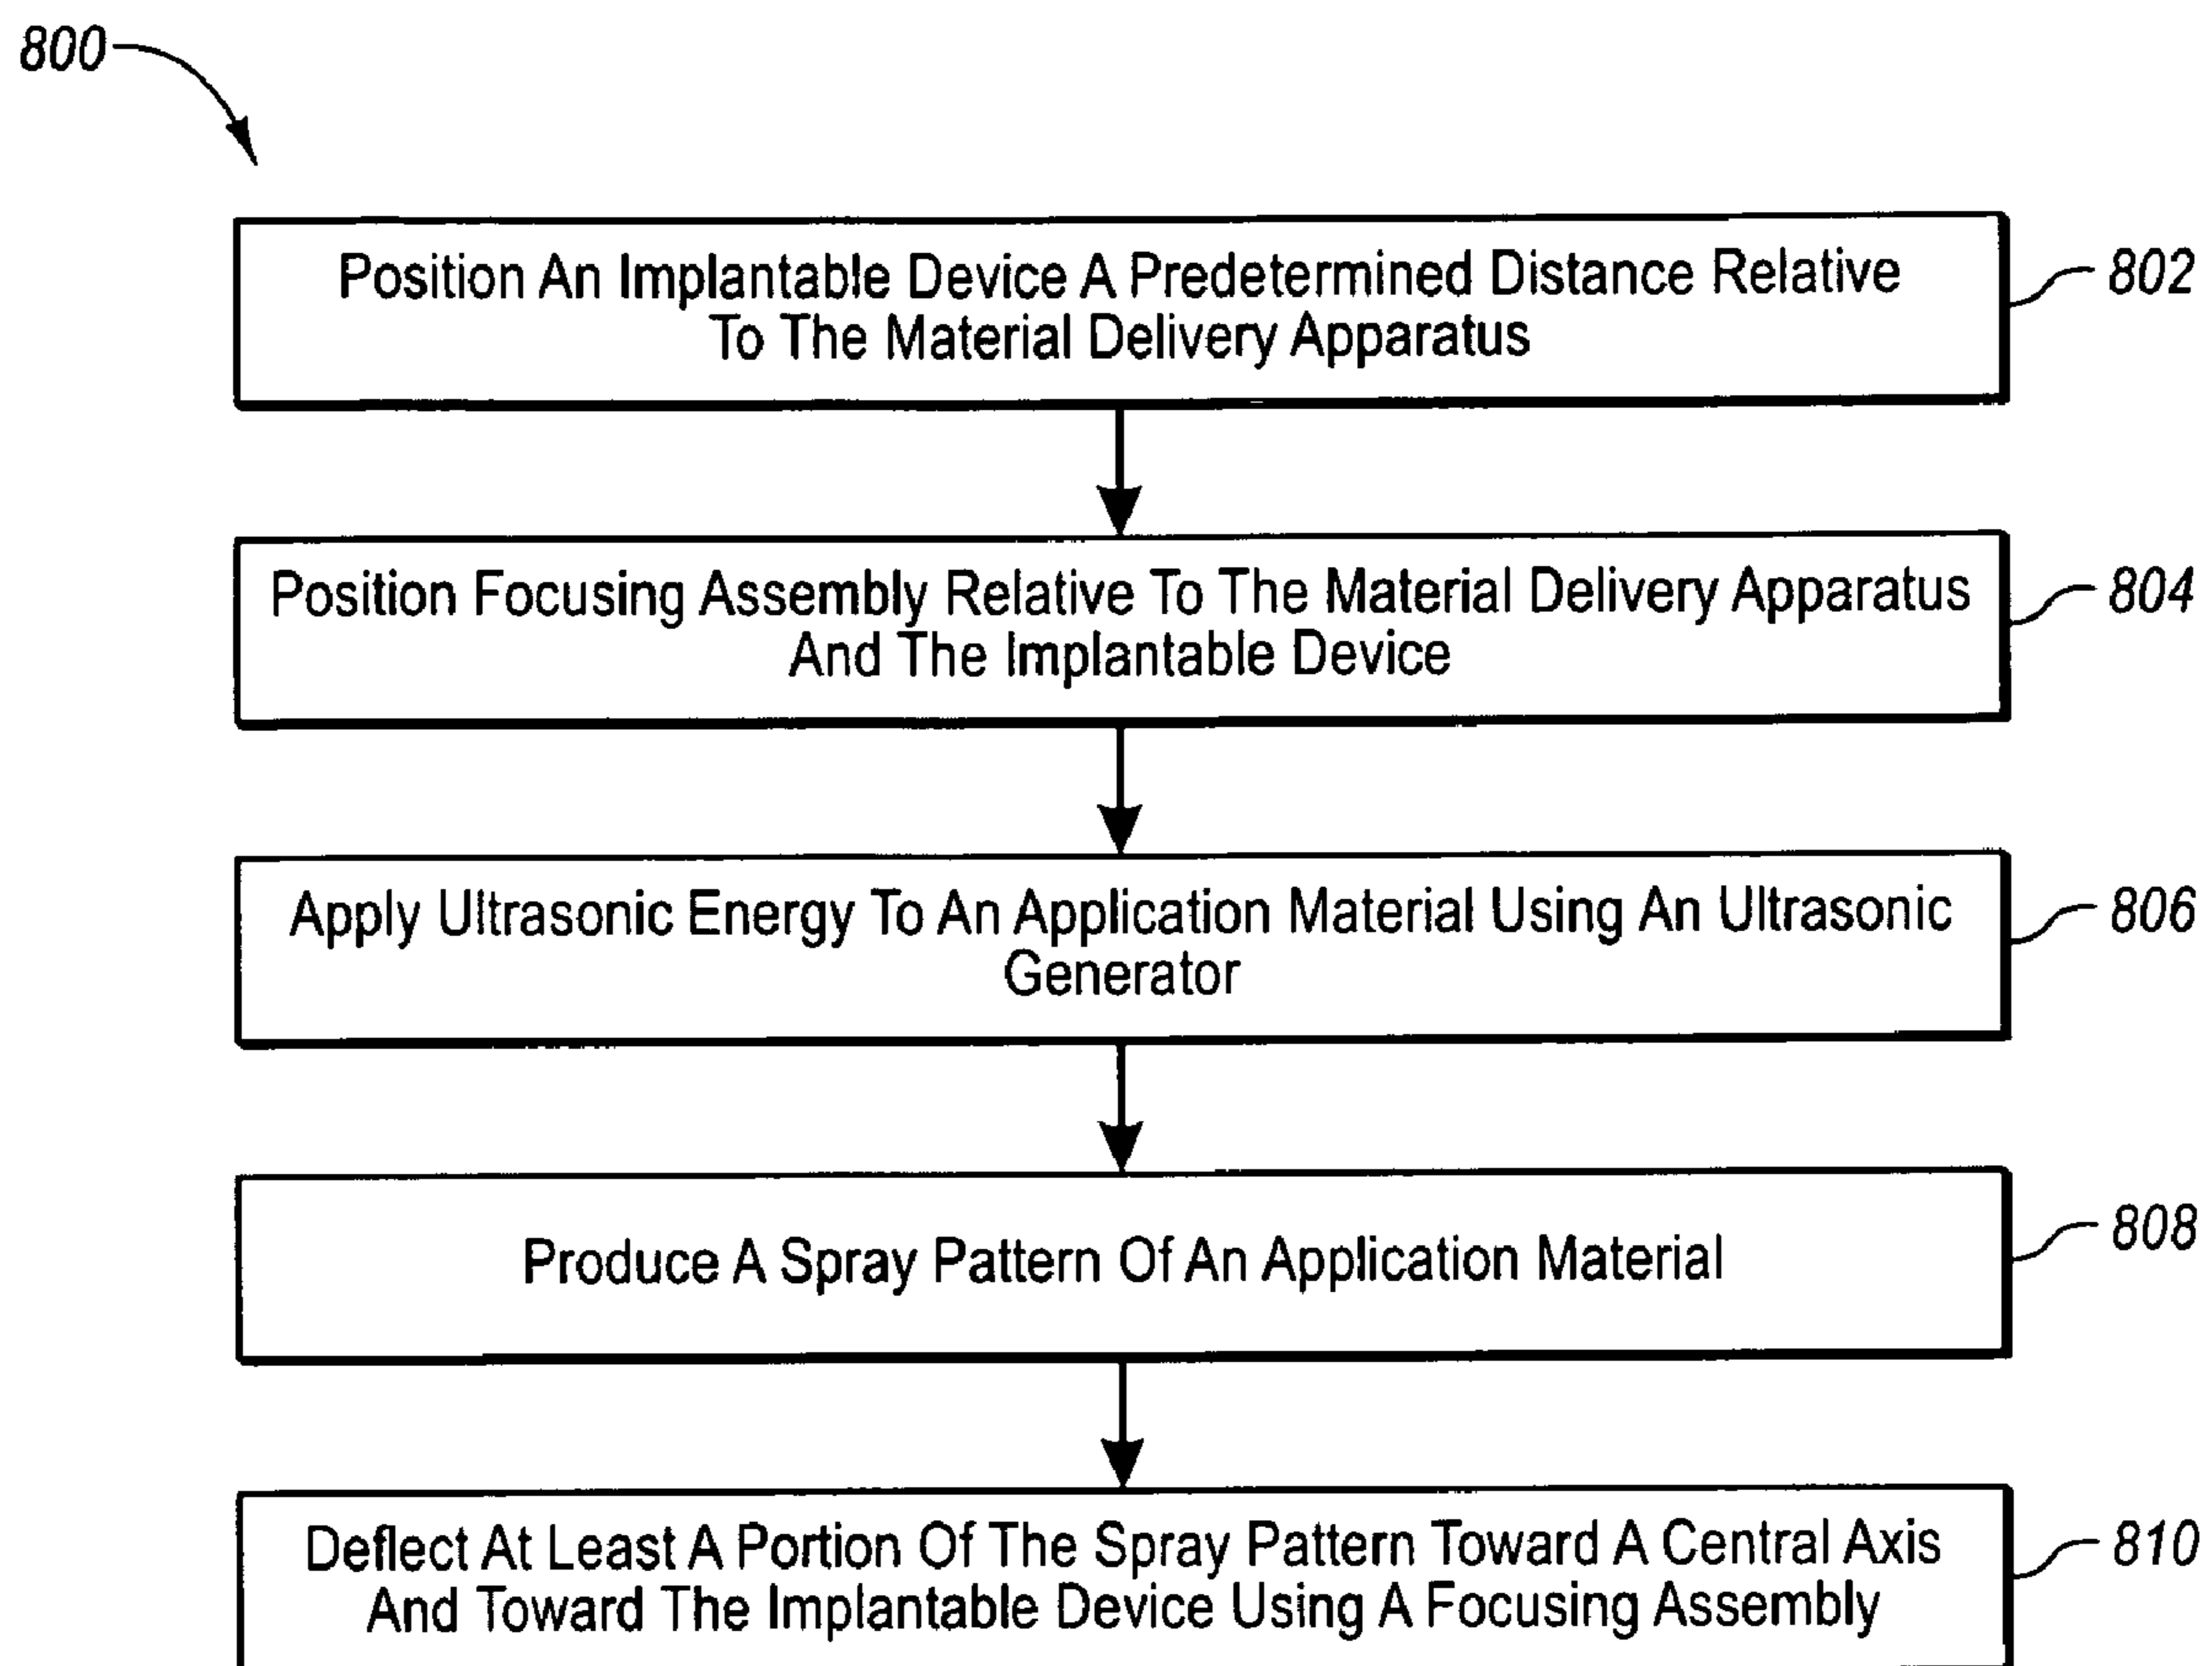 800
Position An Implantable Device A Predetermined Distance Relative
To The Material Delivery Apparatus
802
Position Focusing Assembly Relative To The Material Delivery Apparatus
And The Implantable Device
804
Apply Ultrasonic Energy To An Application Material Using An Ultrasonic
Generator
806
Produce A Spray Pattern Of An Application Material
808
Deflect At Least A Portion Of The Spray Pattern Toward A Central Axis
And Toward The Implantable Device Using A Focusing Assembly
810